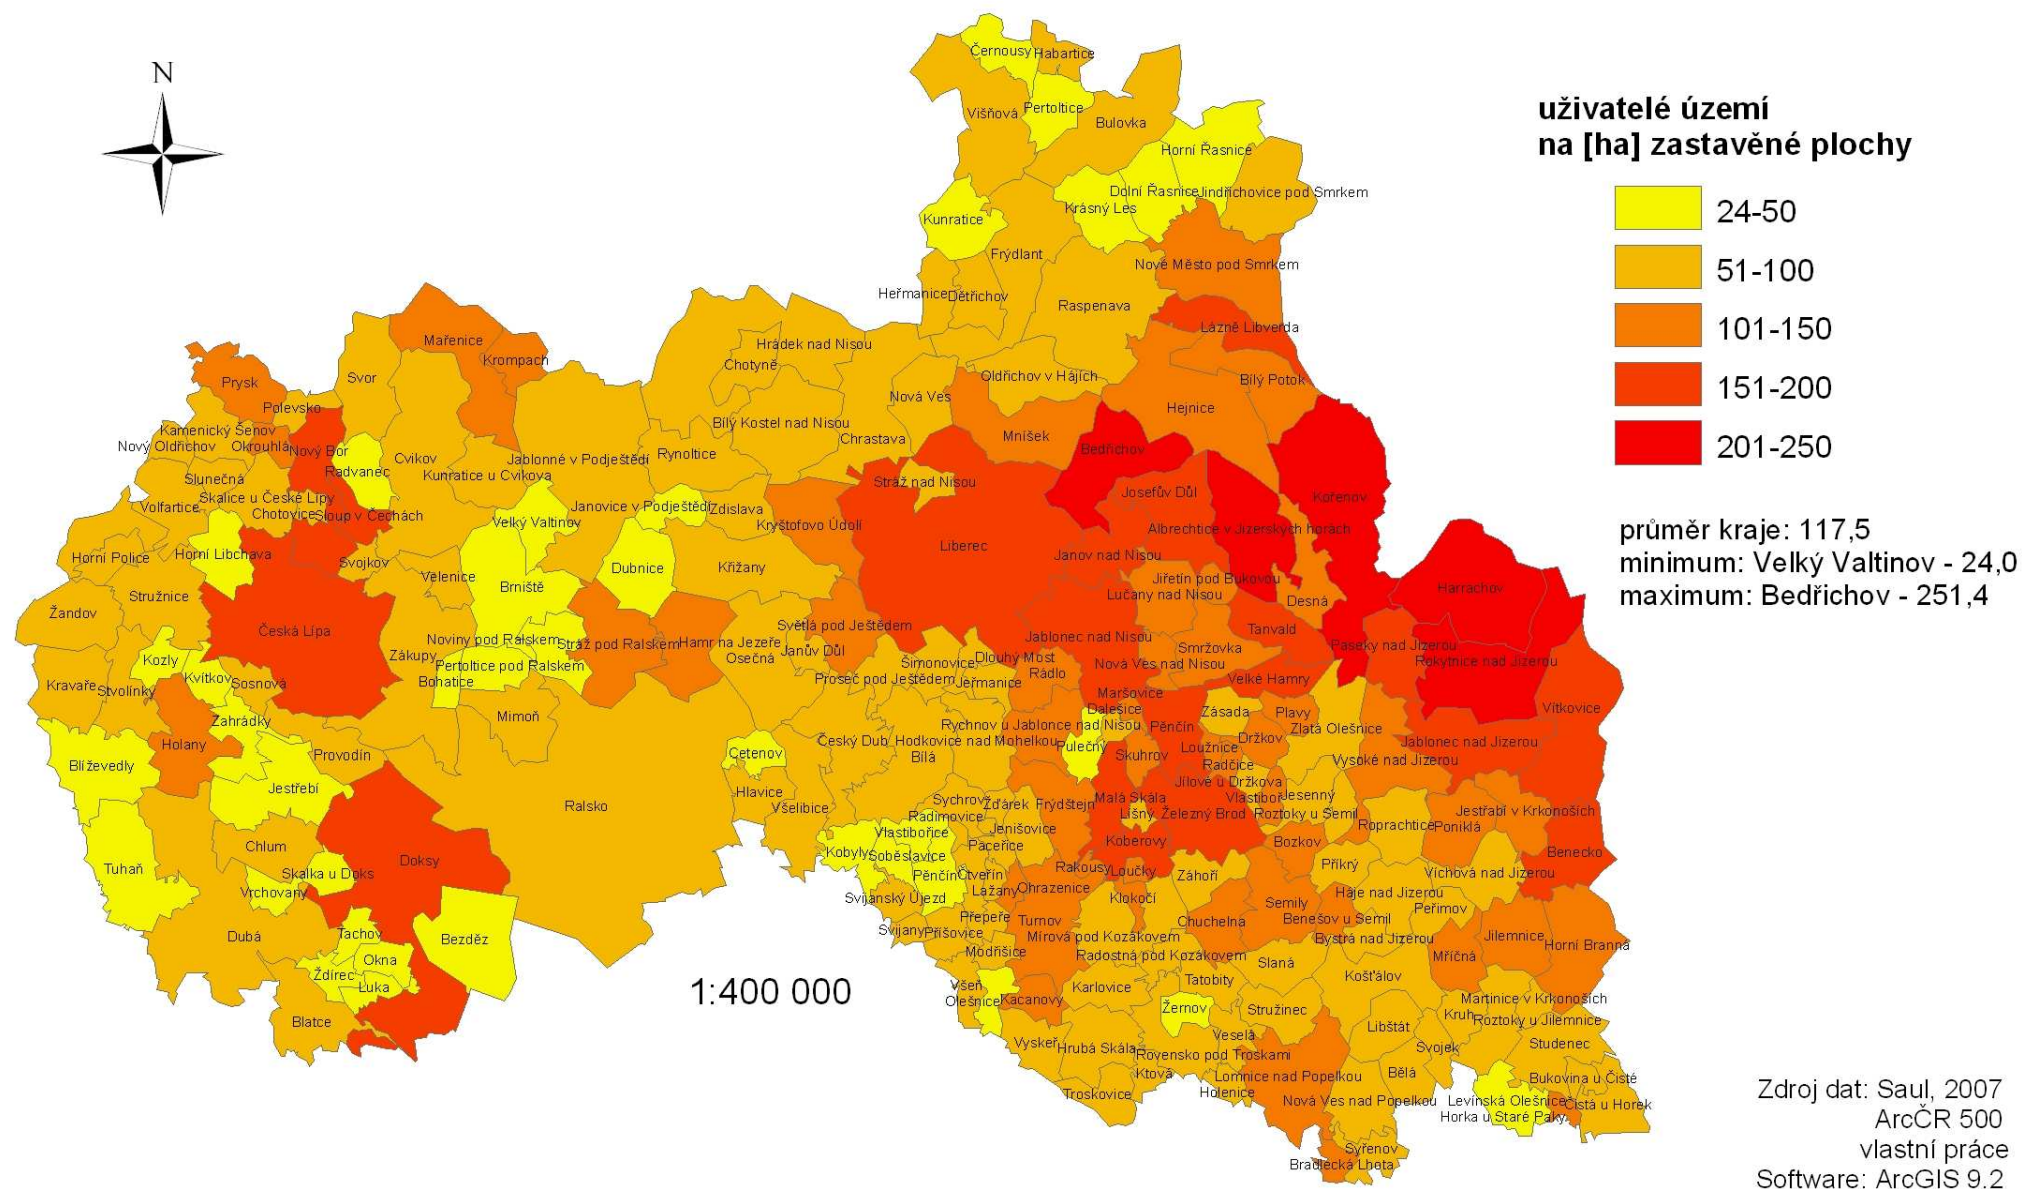 N
uživatelé území
na [ha] zastavěné plochy
24-50
51-100
101-150
151-200
201-250
průměr kraje: 117,5
minimum: Velký Valtinov - 24,0
maximum: Bedřichov - 251,4
Černousy
Habartice
Višňová
Pertoltice
Bulovka
Horní Řasnice
Dolní Řasnice
Jindřichovice pod Smrkem
Krásný Les
Kunratice
Frýdlant
Nové Město pod Smrkem
Heřmanice
Dětřichov
Raspenava
Lázně Libverda
Mařenice
Hrádek nad Nisou
Krompach
Chotyně
Oldřichov v Hájích
Bílý Potok
Svor
Prysk
Nová Ves
Hejnice
Polevsko
Bílý Kostel nad Nisou
Kamenický Šenov
Chrastava
Mníšek
Nový Oldřichov
Okrouhlá
Nový Bor
Bedřichov
Cvikov
Jablonné v Podještědí
Rynoltice
Radvanec
Kunratice u Cvikova
Slunečná
Stráž nad Nisou
Josefův Důl
Kořenov
Skalice u České Lípy
Volfartice
Chotovice
Sloup v Čechách
Janovice v Podještědí
Zdislava
Velký Valtinov
Kryštofovo Údolí
Albrechtice v Jizerských horách
Liberec
Janov nad Nisou
Horní Police
Horní Libchava
Svojkov
Dubnice
Křižany
Velenice
Brniště
Jiřetín pod Bukovou
Harrachov
Lučany nad Nisou
Desná
Stružnice
Žandov
Česká Lípa
Světlá pod Ještědem
Tanvald
Noviny pod Ralskem
Stráž pod Ralskem
Hamr na Jezeře
Jablonec nad Nisou
Paseky nad Jizerou
Smržovka
Janův Důl
Zákupy
Osečná
Kozly
Pertoltice pod Ralskem
Šimonovice
Dlouhý Most
Nová Ves nad Nisou
Rokytnice nad Jizerou
Rádlo
Kvítkov
Sosnová
Bohatice
Proseč pod Ještědem
Jeřmanice
Velké Hamry
Kravaře
Stvolínky
Maršovice
Dalešice
Zásada
Plavy
Vítkovice
Zahrádky
Mimoň
Rychnov u Jablonce nad Nisou
Pěnčín
Zlatá Olešnice
Holany
Český Dub
Hodkovice nad Mohelkou
Pulečný
Držkov
Jablonec nad Jizerou
Provodín
Cetenov
Bílá
Skuhrov
Loužnice
Radčice
Vysoké nad Jizerou
Blíževedly
Jestřebí
Jílové u Držkova
Hlavice
Ralsko
Všelibice
Sychrov
Žďárek
Frýdštejn
Malá Skála
Vlastiboř
Jesenný
Radimovice
Líšný
Železný Brod
Roztoky u Semil
Jestřabí v Krkonoších
Vlastibořice
Jenišovice
Roprachtice
Poniklá
Chlum
Kobyly
Soběslavice
Paceřice
Koberovy
Bozkov
Benecko
Doksy
Tuhaň
Skalka u Doks
Pěnčín
Čtveřín
Rakousy
Loučky
Záhoří
Příkrý
Víchová nad Jizerou
Vrchovany
Lažany
Ohrazenice
Svijanský Újezd
Klokočí
Semily
Háje nad Jizerou
Peřimov
Přepeře
Turnov
Chuchelna
Benešov u Semil
Dubá
Tachov
Bezděz
Svijany
Příšovice
Mírová pod Kozákovem
Bystrá nad Jizerou
Jilemnice
Horní Branná
Modřišice
Radostná pod Kozákovem
Mříčná
Okna
Slaná
Ždírec
Luka
Všeň
Karlovice
Tatobity
Košťálov
Olešnice
Kacanovy
Martinice v Krkonoších
Blatce
Žernov
Stružinec
Kruh
Roztoky u Jilemnice
Libštát
Veselá
Vyskeř
Hrubá Skála
Rovensko pod Troskami
Svojek
Studenec
Ktová
Lomnice nad Popelkou
Bělá
Bukovina u Čisté
Troskovice
Holenice
Nová Ves nad Popelkou
Levínská Olešnice
Čistá u Horek
Horka u Staré Paky
Syřenov
Bradlecká Lhota
1:400 000
Zdroj dat: Saul, 2007
ArcČR 500
vlastní práce
Software: ArcGIS 9.2